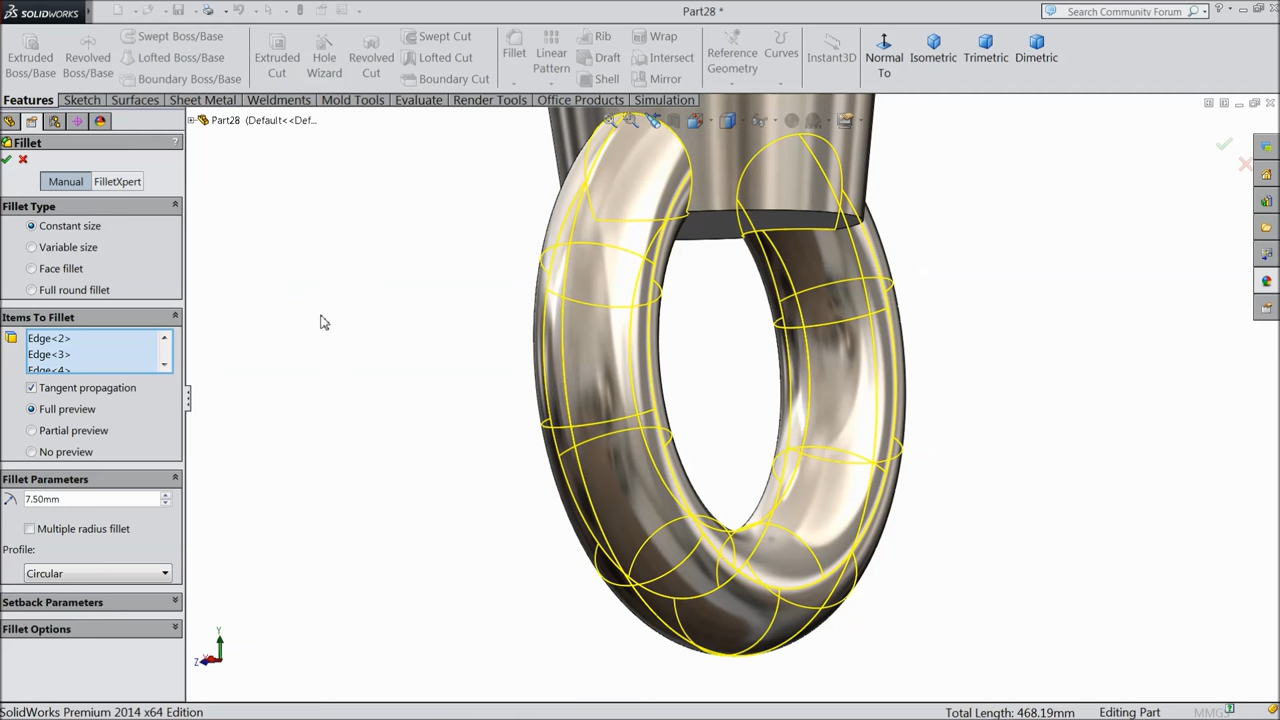 SOLIDWORKS
Part28 *
Search Community Forum
?
Extruded Boss/Base
Revolved Boss/Base
Swept Boss/Base
Lofted Boss/Base
Boundary Boss/Base
Extruded Cut
Hole Wizard
Revolved Cut
Swept Cut
Lofted Cut
Boundary Cut
Fillet
Linear Pattern
Rib
Draft
Shell
Wrap
Intersect
Mirror
Reference Geometry
Curves
Instant3D
Normal To
Isometric
Trimetric
Dimetric
Features Sketch Surfaces Sheet Metal Weldments Mold Tools Evaluate Render Tools Office Products Simulation
Part28 (Default<<Def...
Fillet ?
Manual FilletXpert
Fillet Type
Constant size
Variable size
Face fillet
Full round fillet
Items To Fillet
Edge<2>
Edge<3>
Edge<4>
Tangent propagation
Full preview
Partial preview
No preview
Fillet Parameters
7.50mm
Multiple radius fillet
Profile:
Circular
Setback Parameters
Fillet Options
Y
Z
SolidWorks Premium 2014 x64 Edition
Total Length: 468.19mm Editing Part MMGS